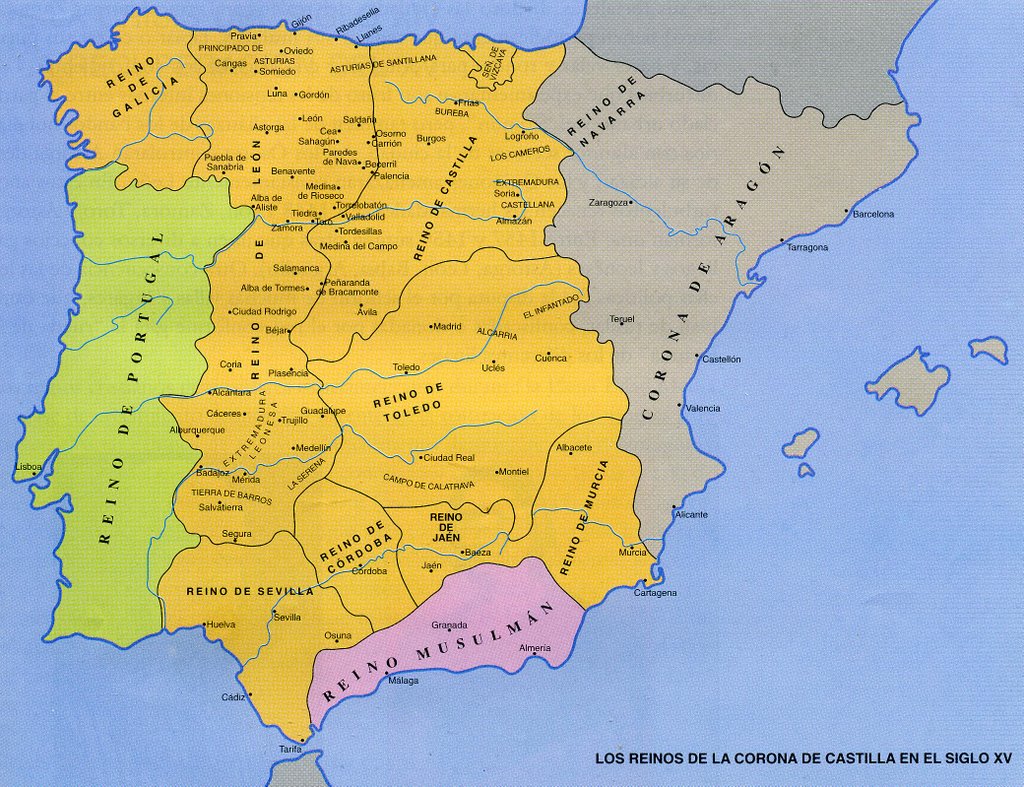 Gijón
Ribadesella
Pravia
Llanes
PRINCIPADO DE
ASTURIAS
Oviedo
Cangas
Somiedo
ASTURIAS DE SANTILLANA
SEÑ. DE
VIZCAYA
REINO
DE
GALICIA
Luna
Gordón
Frías
BUREBA
REINO DE
NAVARRA
León
Saldaña
Astorga
Cea
Osorno
Sahagún
Carrión
Burgos
Logroño
LOS CAMEROS
Puebla de
Sanabria
Paredes
de Nava
Becerril
Palencia
Benavente
Medina
de Rioseco
EXTREMADURA
CASTELLANA
Soria
Almazán
Alba de
Aliste
Torrelobatón
Tiedra
Valladolid
Toro
Zamora
Tordesillas
Medina del Campo
REINO DE LEÓN
REINO DE CASTILLA
Zaragoza
Barcelona
Tarragona
CORONA DE ARAGÓN
Salamanca
Alba de Tormes
Peñaranda
de Bracamonte
Ciudad Rodrigo
Ávila
Béjar
EL INFANTADO
Madrid
ALCARRIA
Teruel
Coria
Plasencia
Toledo
Uclés
Cuenca
Castellón
REINO DE PORTUGAL
Alcántara
REINO DE
TOLEDO
Cáceres
EXTREMADURA
LEONESA
Trujillo
Guadalupe
Valencia
Alburquerque
Medellín
Albacete
Lisboa
Badajoz
Mérida
LA SERENA
Ciudad Real
Montiel
CAMPO DE CALATRAVA
TIERRA DE BARROS
Salvatierra
REINO DE MURCIA
Alicante
Segura
REINO DE
CÓRDOBA
REINO
DE
JAÉN
Baeza
Murcia
Córdoba
Jaén
Cartagena
REINO DE SEVILLA
Huelva
Sevilla
Osuna
Granada
REINO MUSULMÁN
Almería
Málaga
Cádiz
Tarifa
LOS REINOS DE LA CORONA DE CASTILLA EN EL SIGLO XV